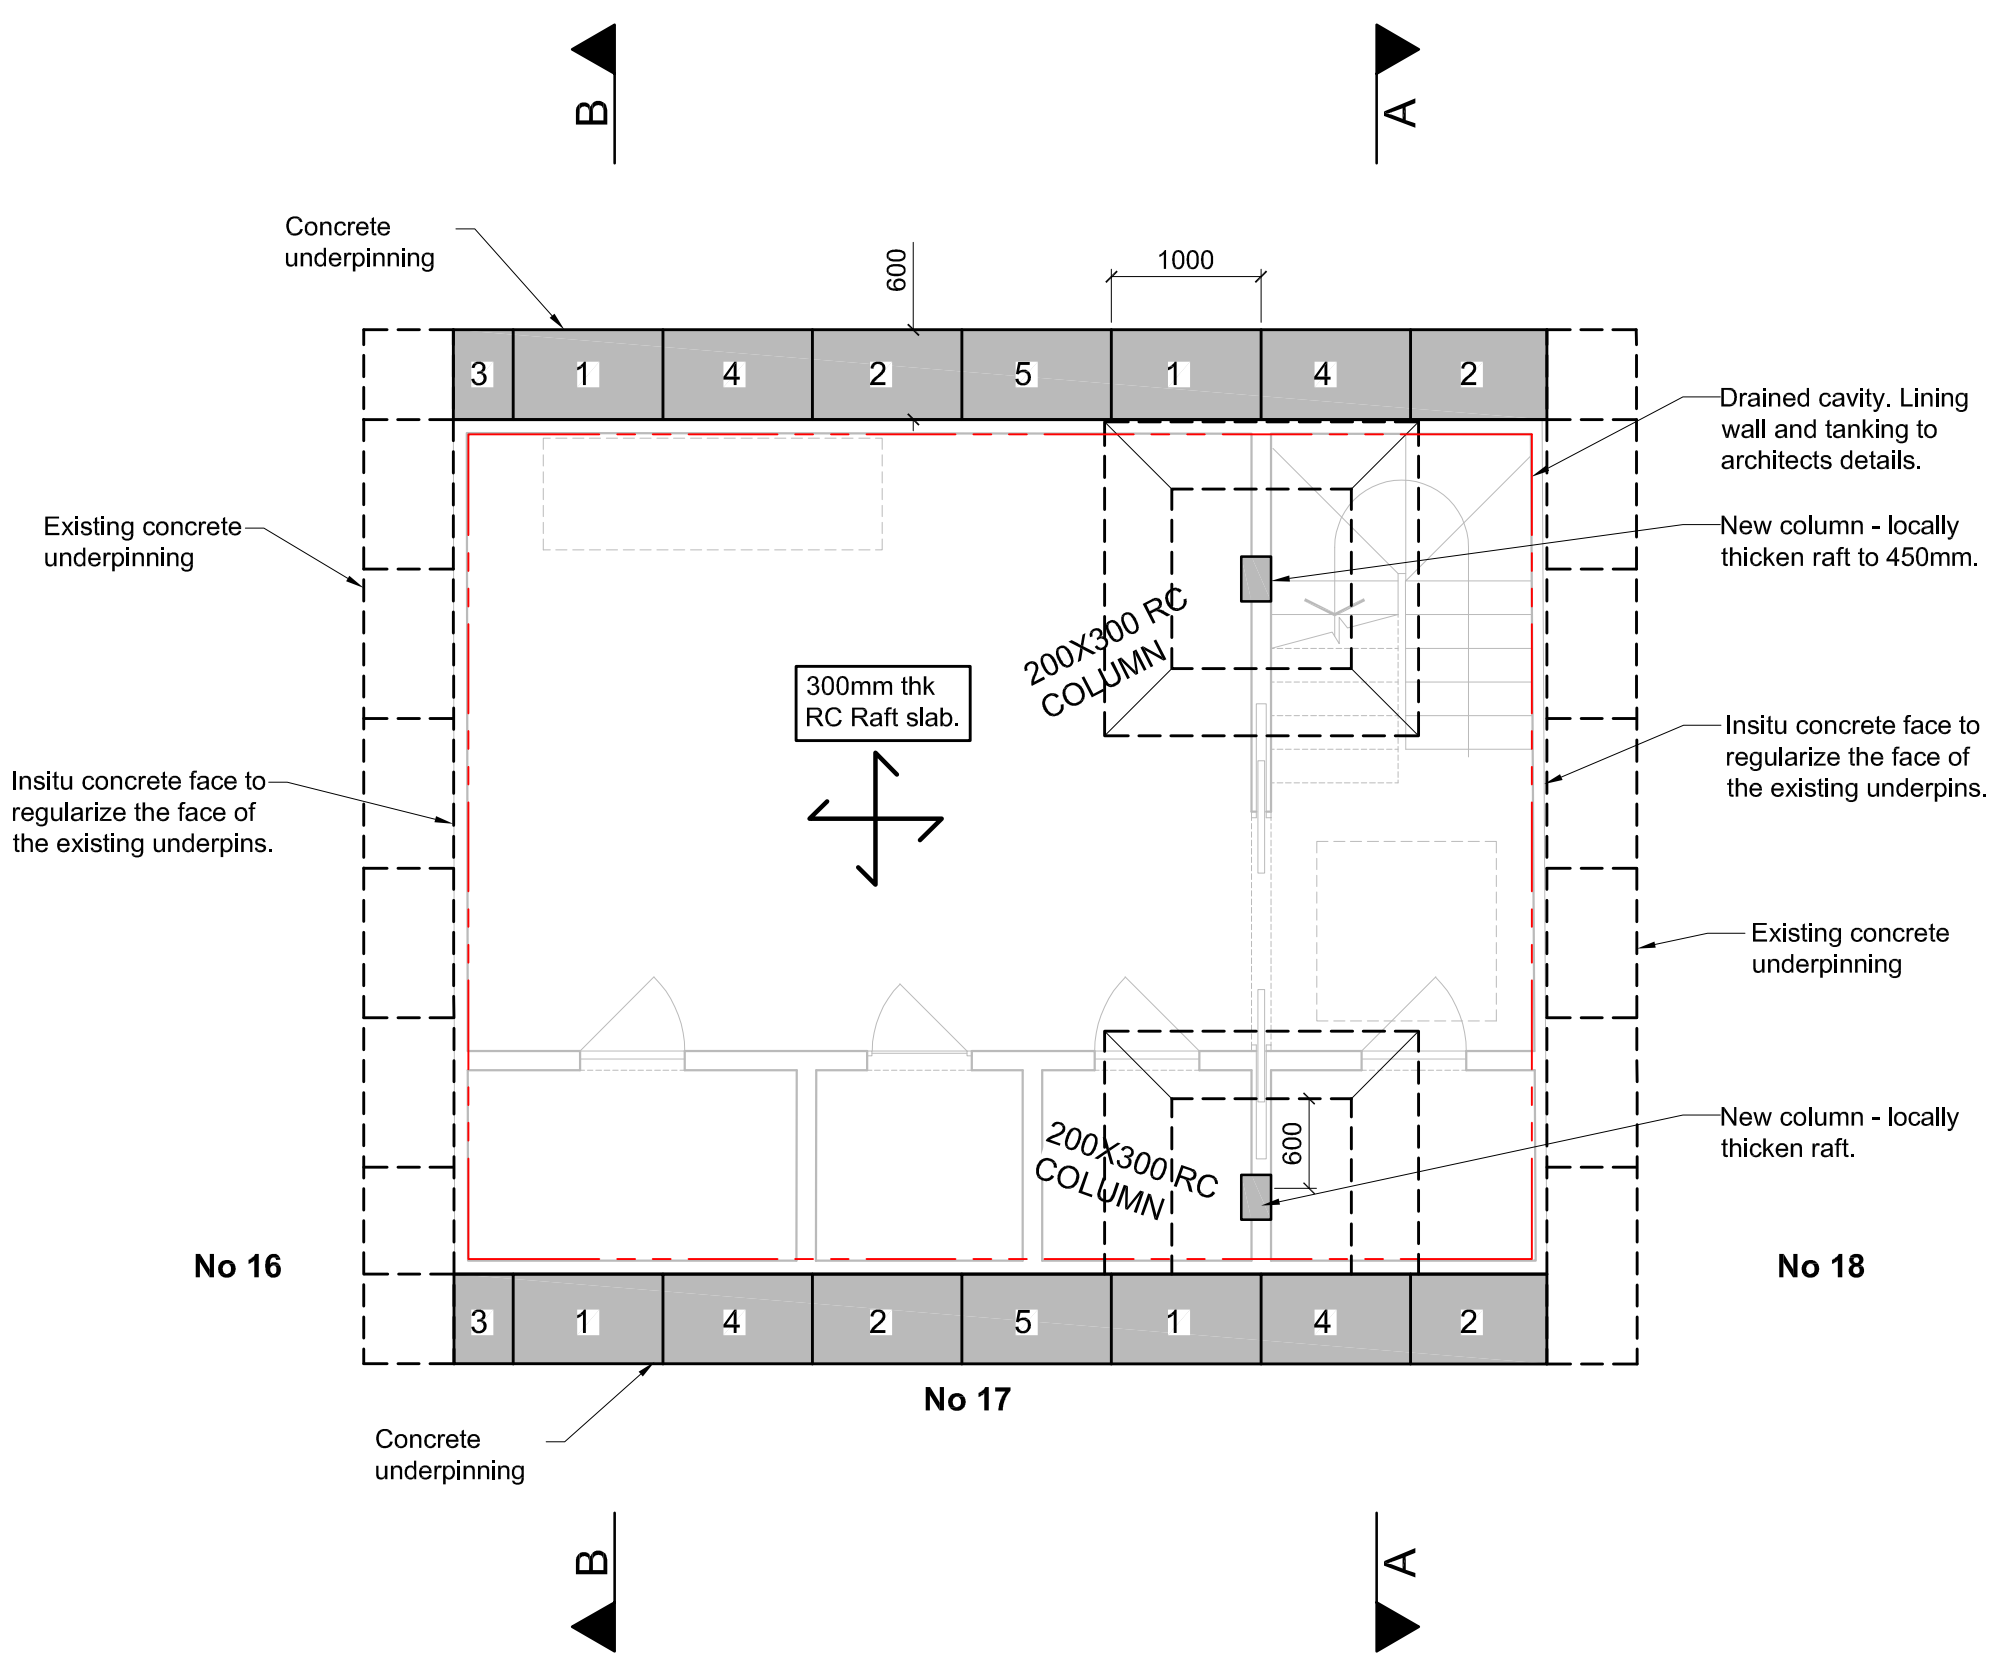 B
A
Concrete
underpinning
600
1000
3 1 4 2 5 1 4 2
Drained cavity. Lining
wall and tanking to
architects details.
Existing concrete
underpinning
New column - locally
thicken raft to 450mm.
200X300 RC
COLUMN
300mm thk
RC Raft slab.
Insitu concrete face to
regularize the face of
the existing underpins.
Insitu concrete face to
regularize the face of
the existing underpins.
Existing concrete
underpinning
New column - locally
thicken raft.
200X300 RC
COLUMN
600
No 16
No 18
3 1 4 2 5 1 4 2
No 17
Concrete
underpinning
B
A